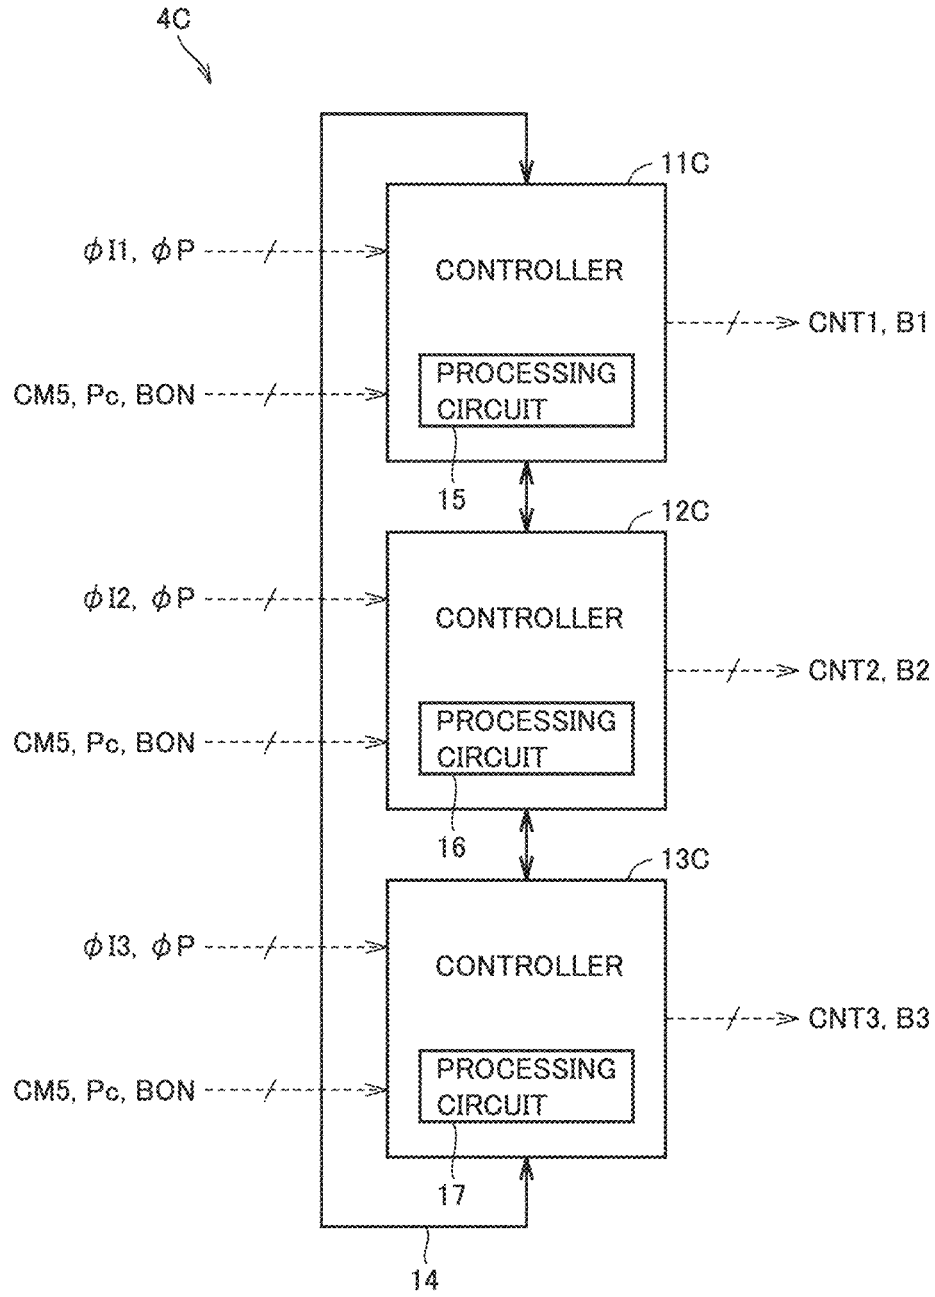 4C
11C
ϕI1, ϕP
CONTROLLER
CNT1, B1
CM5, Pc, BON
PROCESSING
CIRCUIT
15
12C
ϕI2, ϕP
CONTROLLER
CNT2, B2
CM5, Pc, BON
PROCESSING
CIRCUIT
16
13C
ϕI3, ϕP
CONTROLLER
CNT3, B3
CM5, Pc, BON
PROCESSING
CIRCUIT
17
14